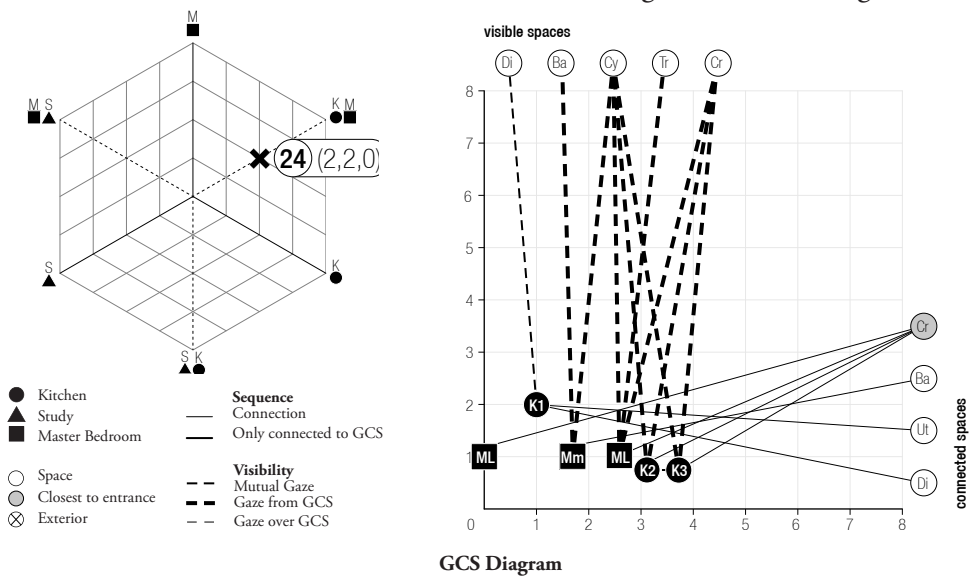 M
M S
K M
24 (2,2,0)
S
K
S K
Kitchen
Study
Master Bedroom
Space
Closest to entrance
Exterior
Sequence
Connection
Only connected to GCS
Visibility
Mutual Gaze
Gaze from GCS
Gaze over GCS
visible spaces
Di Ba Cy Tr Cr
8
7
6
5
4
3
2
1
0 1 2 3 4 5 6 7 8
K1
ML Mm ML K2 K3
Cr
Ba
Ut
Di
connected spaces
GCS Diagram